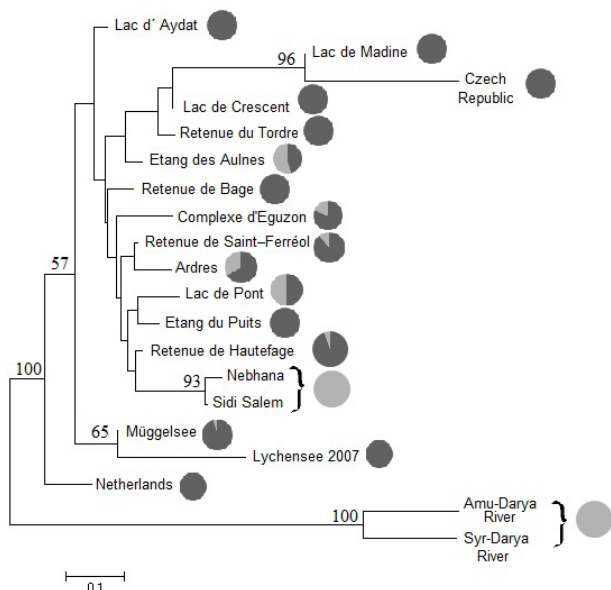 Lac d´ Aydat
96
Lac de Madine
Czech
Republic
Lac de Crescent
Retenue du Tordre
Etang des Aulnes
Retenue de Bage
Complexe d'Eguzon
Retenue de Saint–Ferréol
57
Ardres
Lac de Pont
Etang du Puits
Retenue de Hautefage
100
93
Nebhana
}
Sidi Salem
65
Müggelsee
Lychensee 2007
Netherlands
100
Amu-Darya
River
}
Syr-Darya
River
0.1